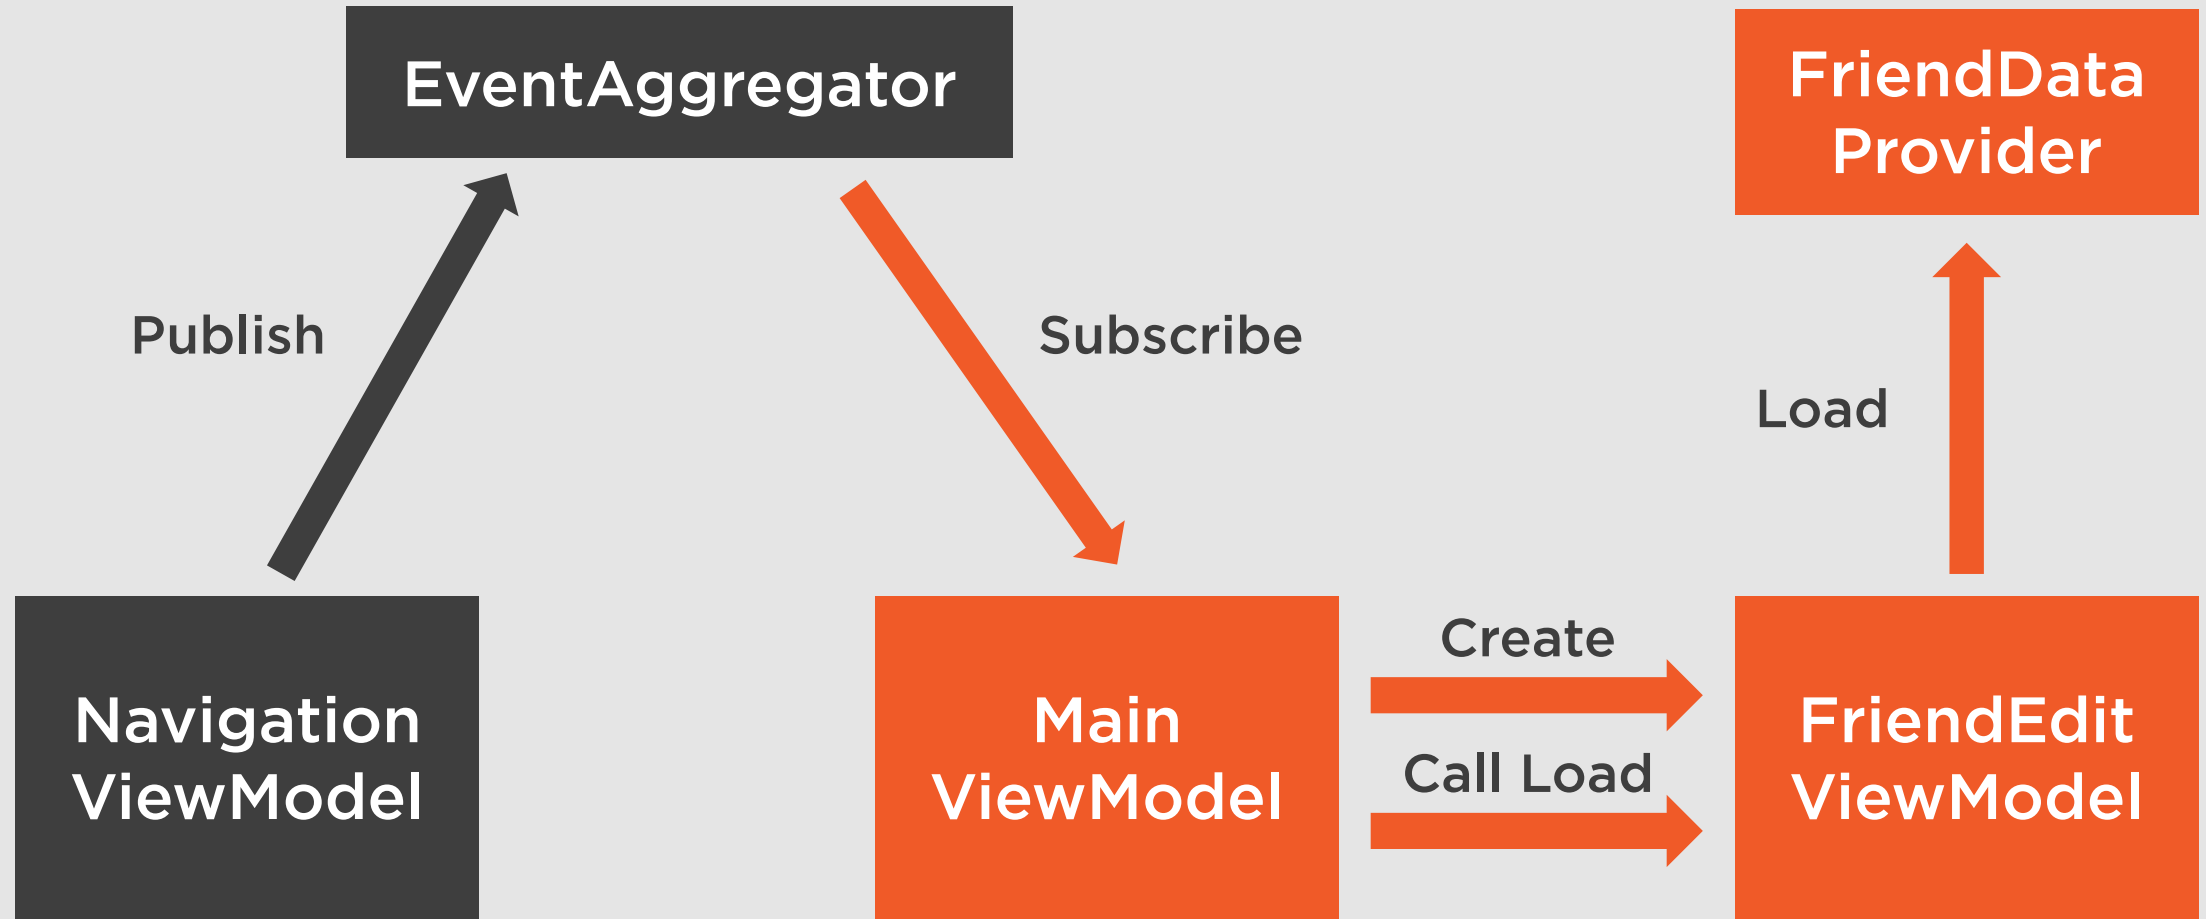 EventAggregator
FriendData
Provider
Publish
Subscribe
Load
Navigation
ViewModel
Main
ViewModel
Create
Call Load
FriendEdit
ViewModel